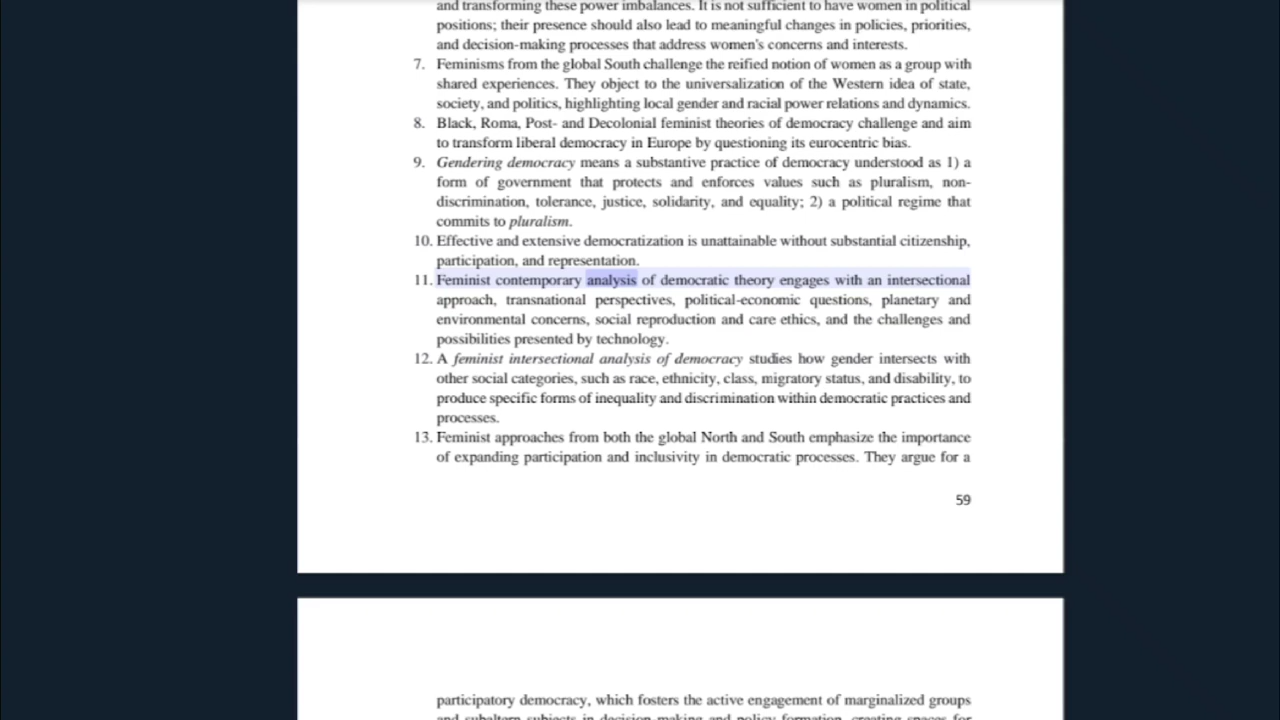 and transforming these power imbalances. It is not sufficient to have women in political
positions; their presence should also lead to meaningful changes in policies, priorities,
and decision-making processes that address women's concerns and interests.
7. Feminisms from the global South challenge the reified notion of women as a group with
shared experiences. They object to the universalization of the Western idea of state,
society, and politics, highlighting local gender and racial power relations and dynamics.
8. Black, Roma, Post- and Decolonial feminist theories of democracy challenge and aim
to transform liberal democracy in Europe by questioning its eurocentric bias.
9. Gendering democracy means a substantive practice of democracy understood as 1) a
form of government that protects and enforces values such as pluralism, non-
discrimination, tolerance, justice, solidarity, and equality; 2) a political regime that
commits to pluralism.
10. Effective and extensive democratization is unattainable without substantial citizenship,
participation, and representation.
11. Feminist contemporary analysis of democratic theory engages with an intersectional
approach, transnational perspectives, political-economic questions, planetary and
environmental concerns, social reproduction and care ethics, and the challenges and
possibilities presented by technology.
12. A feminist intersectional analysis of democracy studies how gender intersects with
other social categories, such as race, ethnicity, class, migratory status, and disability, to
produce specific forms of inequality and discrimination within democratic practices and
processes.
13. Feminist approaches from both the global North and South emphasize the importance
of expanding participation and inclusivity in democratic processes. They argue for a
59
participatory democracy, which fosters the active engagement of marginalized groups
and subaltern subjects in decision-making and policy formation, creating spaces for